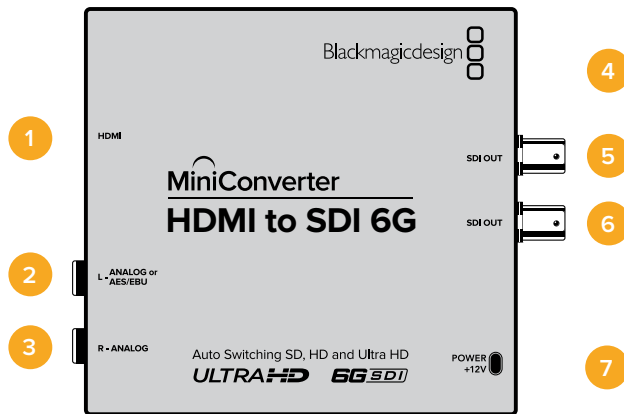 Blackmagicdesign
4
1
HDMI
SDI OUT
5
MiniConverter
HDMI to SDI 6G
SDI OUT
6
2
L - ANALOG or
AES/EBU
3
R - ANALOG
Auto Switching SD, HD and Ultra HD
ULTRAHD 6G SDI
POWER
+12V
7